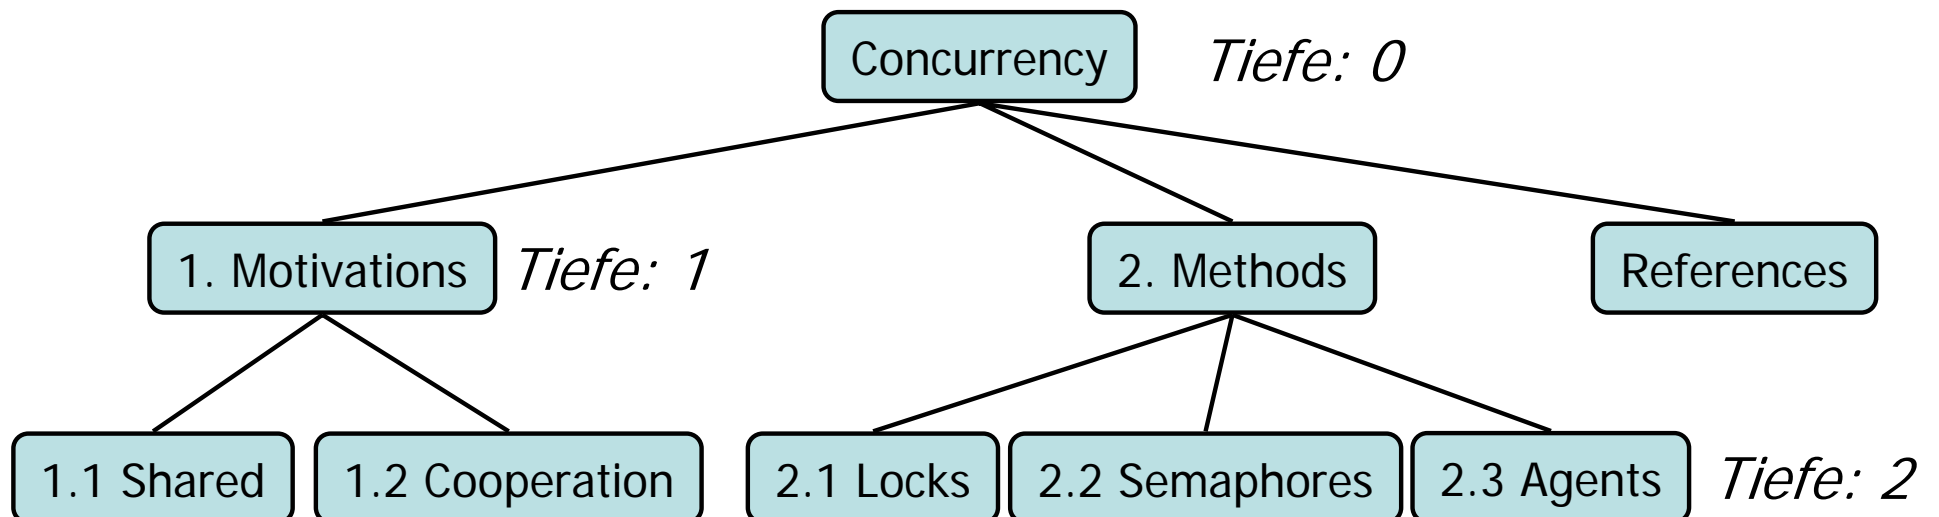 Concurrency Tiefe: 0
1. Motivations Tiefe: 1 2. Methods References
1.1 Shared 1.2 Cooperation 2.1 Locks 2.2 Semaphores 2.3 Agents Tiefe: 2